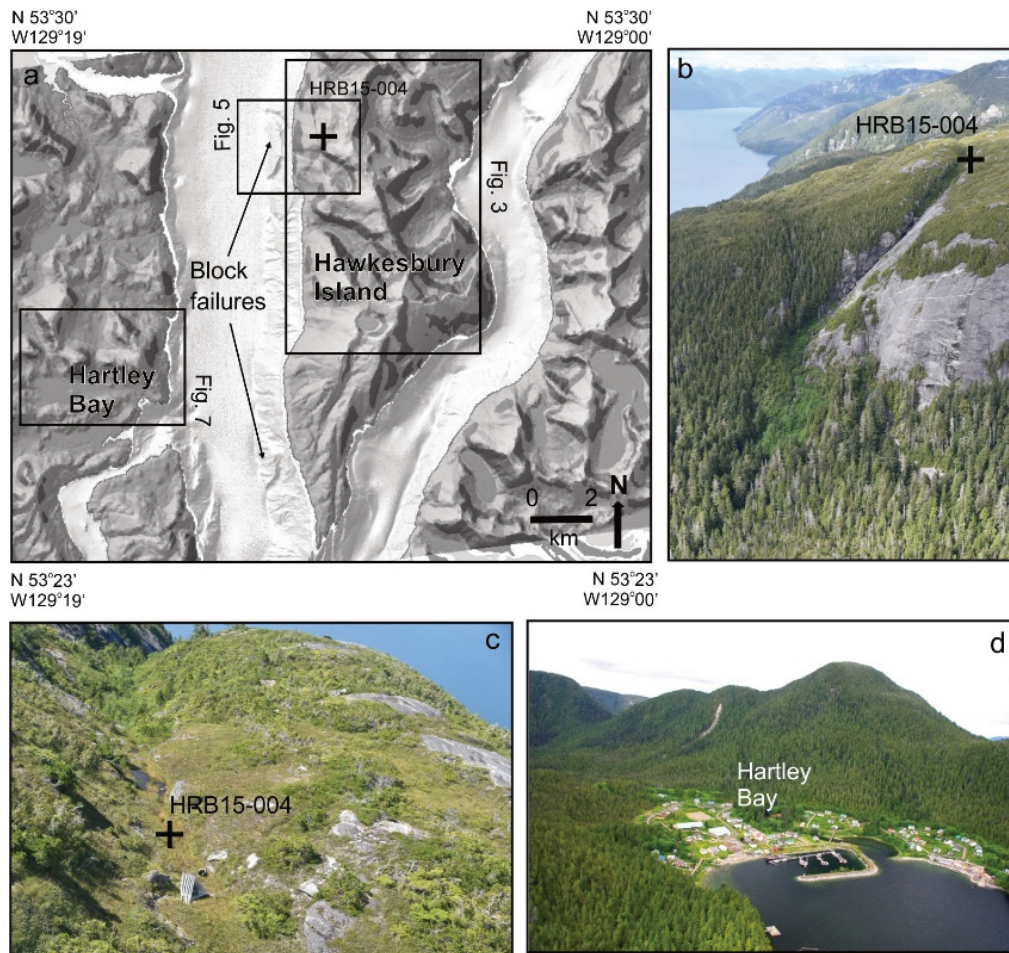 N 53°30'
W129°19'
N 53°30'
W129°00'
a
HRB15-004
Fig. 5
Fig. 3
Block
failures
Hawkesbury
Island
Hartley
Bay
Fig. 7
0 2
km
N
N 53°23'
W129°19'
N 53°23'
W129°00'
b
HRB15-004
c
HRB15-004
d
Hartley
Bay